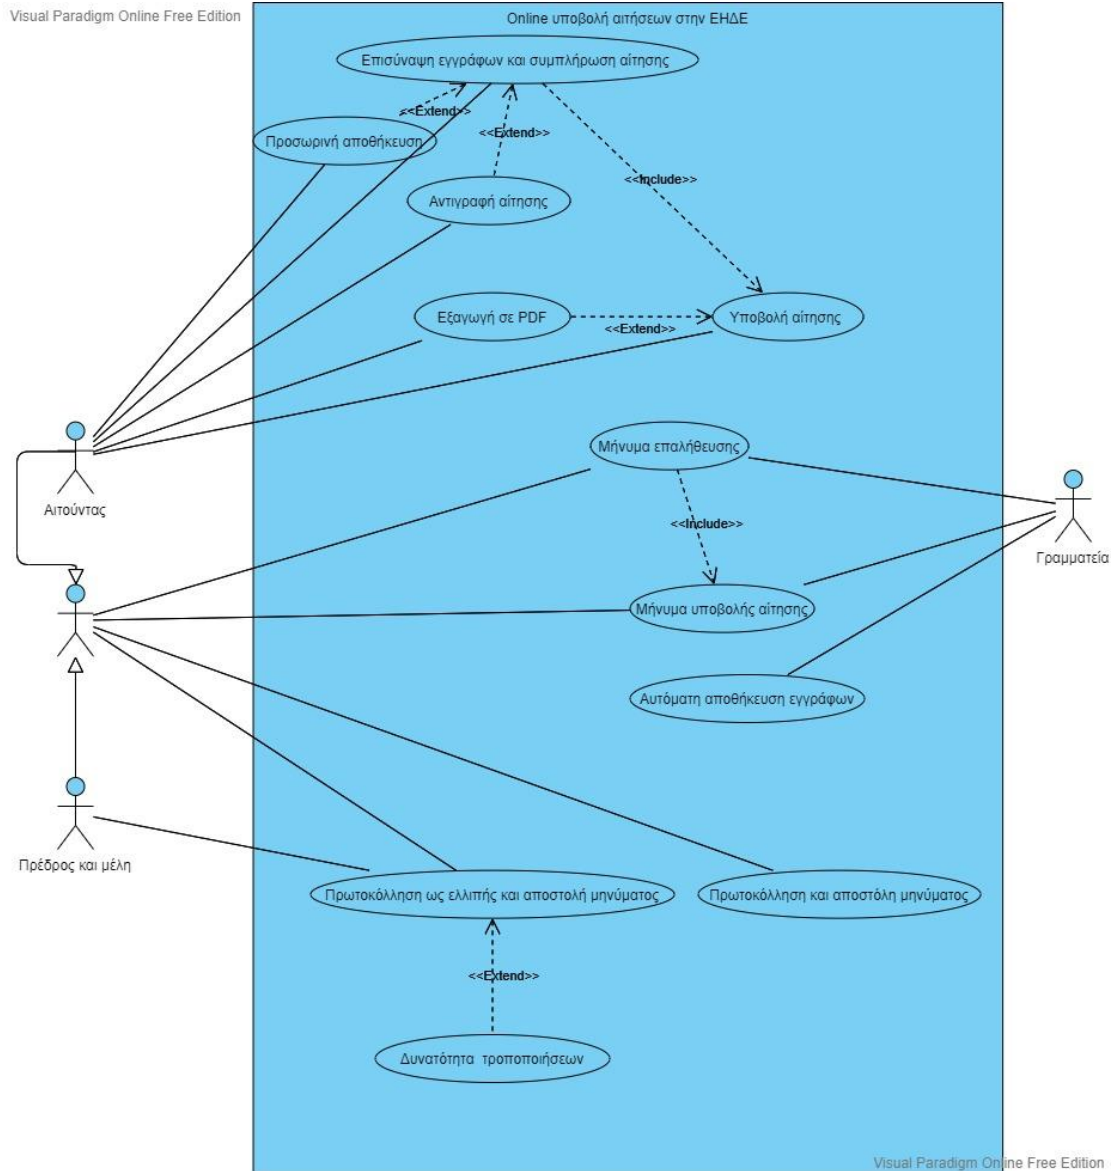 Visual Paradigm Online Free Edition
Online υποβολή αιτήσεων στην ΕΗΔΕ
Επισύναψη εγγράφων και συμπλήρωση αίτησης
<<Extend>>
Προσωρινή αποθήκευση
<<Extend>>
<<Include>>
Αντιγραφή αίτησης
Εξαγωγή σε PDF
<<Extend>>
Υποβολή αίτησης
Μήνυμα επαλήθευσης
Αιτούντας
<<Include>>
Γραμματεία
Μήνυμα υποβολής αίτησης
Αυτόματη αποθήκευση εγγράφων
Πρέδρος και μέλη
Πρωτοκόλληση ως ελλιπής και αποστολή μηνύματος
Πρωτοκόλληση και αποστόλη μηνύματος
<<Extend>>
Δυνατότητα τροποποιήσεων
Visual Paradigm Online Free Edition